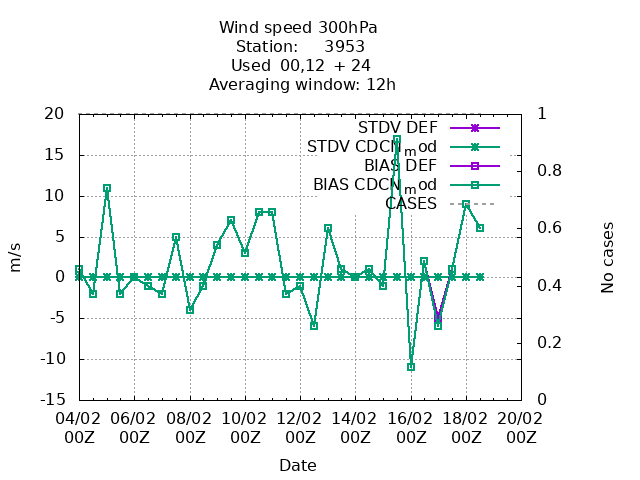 Wind speed 300hPa
Station: 3953
Used 00,12 + 24
Averaging window: 12h
20
15
10
5
0
-5
-10
-15
m/s
1
0.8
0.6
0.4
0.2
0
No cases
STDV DEF
STDV CDCNmod
BIAS DEF
BIAS CDCNmod
CASES
04/02 06/02 08/02 10/02 12/02 14/02 16/02 18/02 20/02
00Z 00Z 00Z 00Z 00Z 00Z 00Z 00Z 00Z
Date